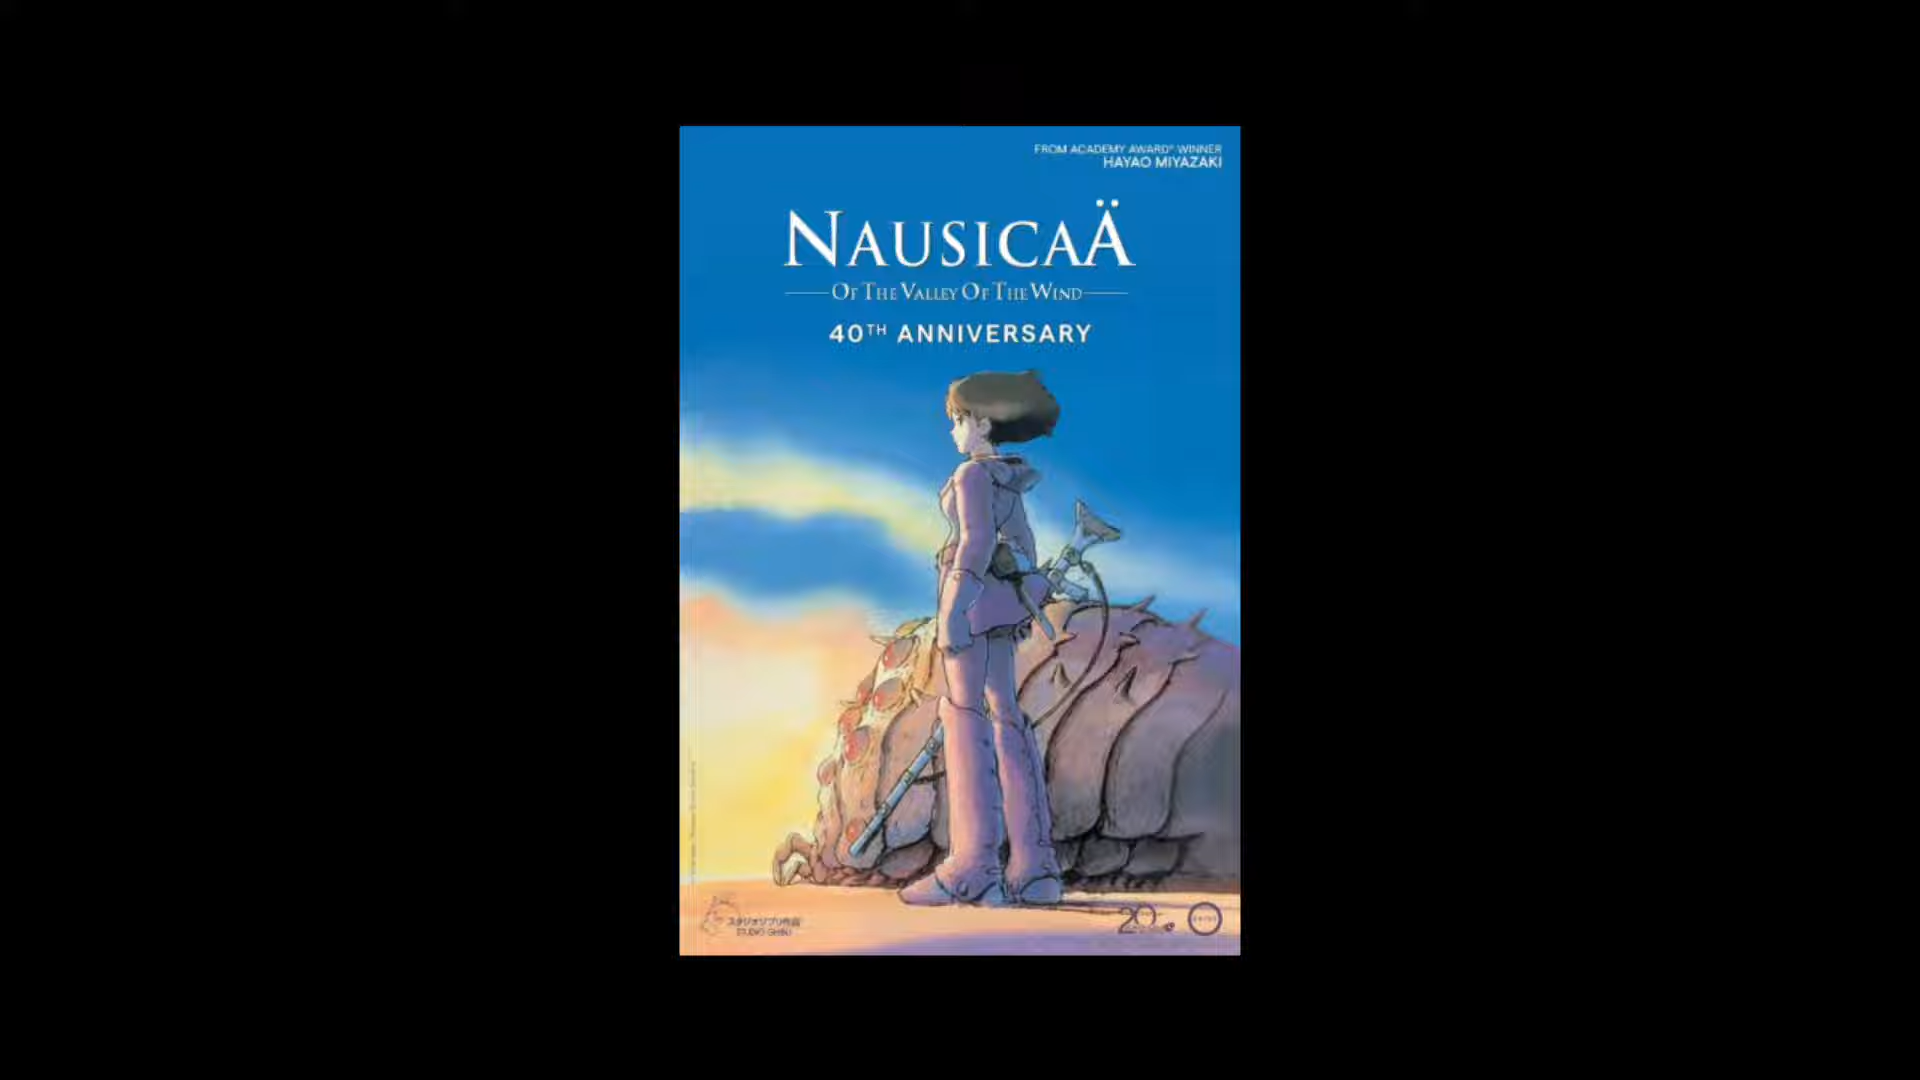 FROM ACADEMY AWARD® WINNER
HAYAO MIYAZAKI
NAUSICAÄ
OF THE VALLEY OF THE WIND
40TH ANNIVERSARY
スタジオジブリ作品
STUDIO GHIBLI
20